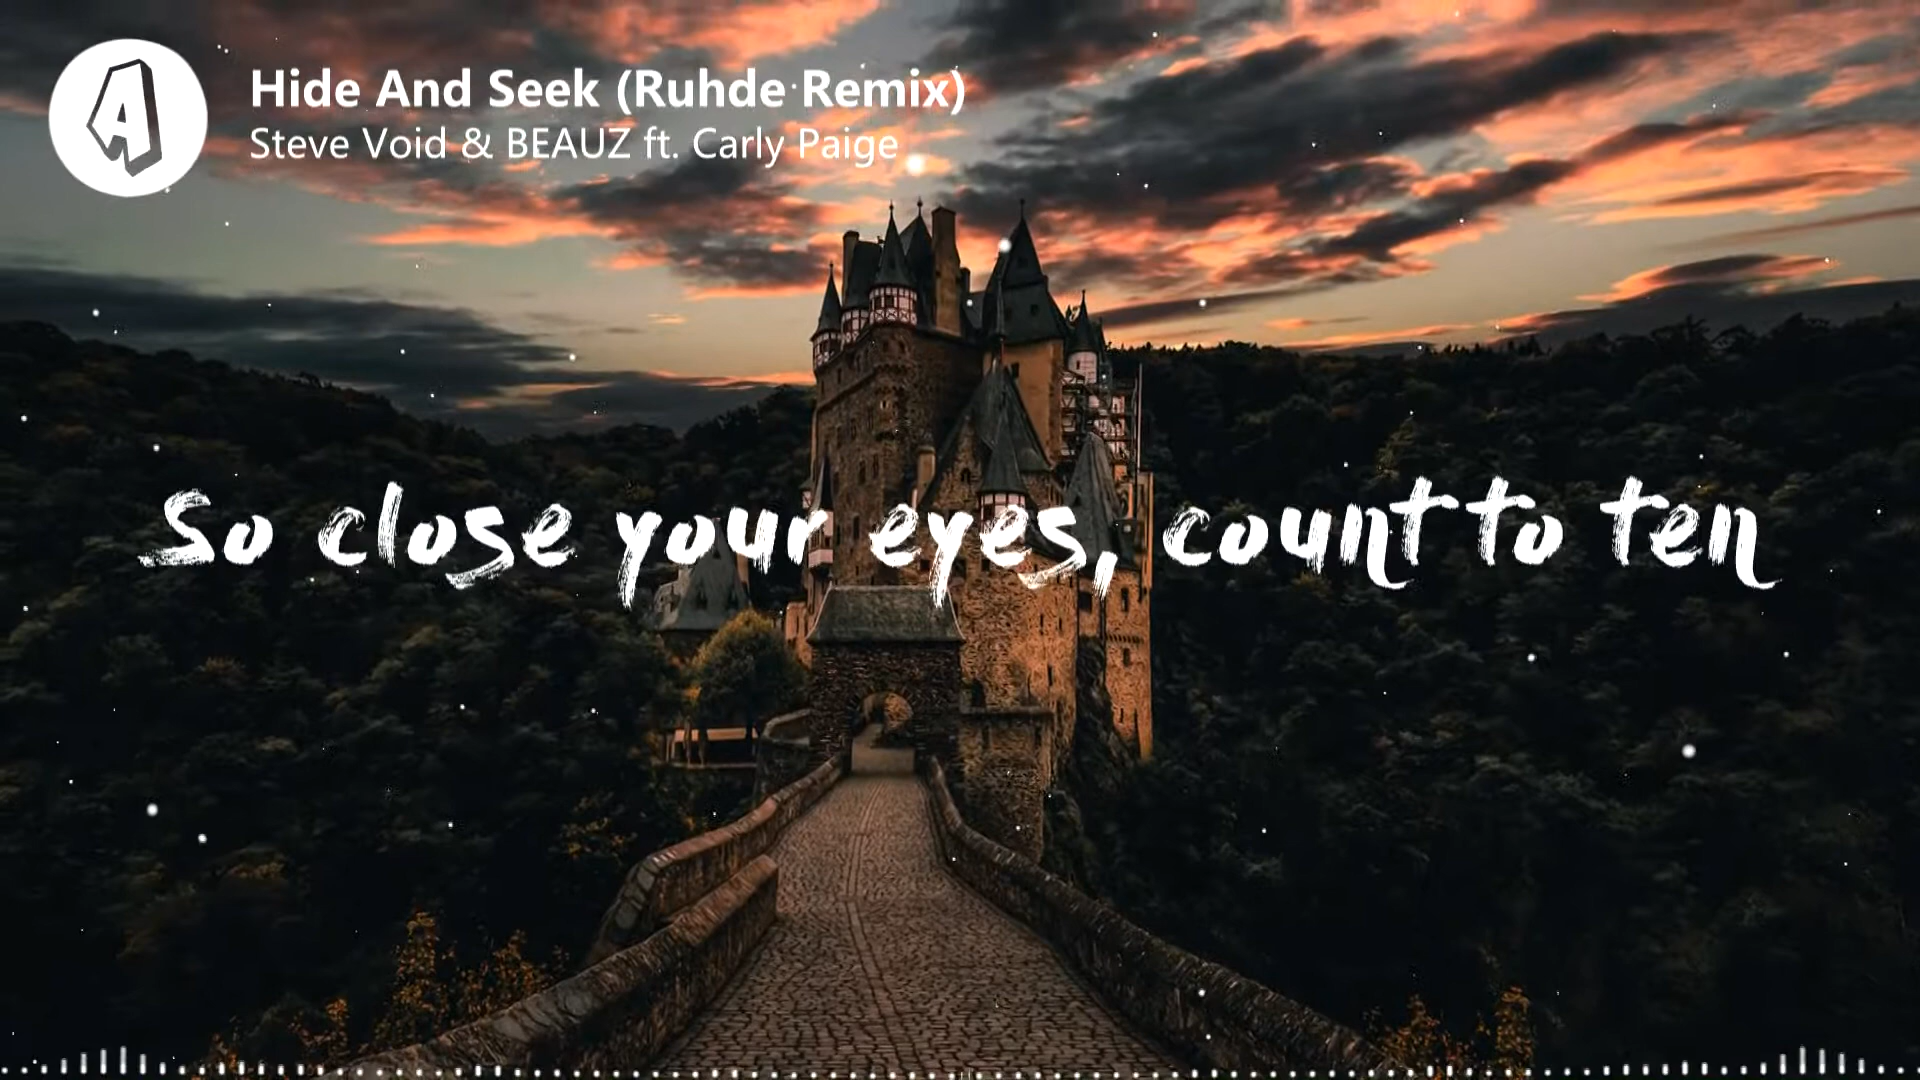 A
Hide And Seek (Ruhde Remix)
Steve Void & BEAUZ ft. Carly Paige
So close your eyes, count to ten